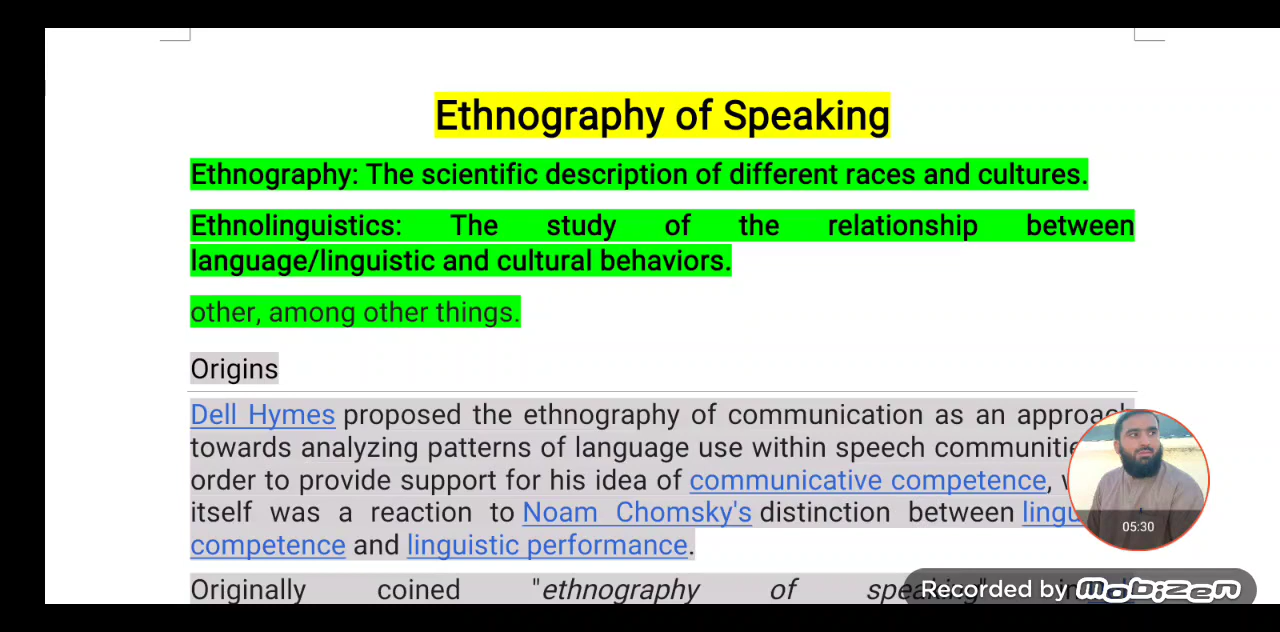 Ethnography of Speaking
Ethnography: The scientific description of different races and cultures.
Ethnolinguistics: The study of the relationship between
language/linguistic and cultural behaviors.
other, among other things.
Origins
Dell Hymes proposed the ethnography of communication as an approach
towards analyzing patterns of language use within speech
order to provide support for his idea of communicative competence,
itself was a reaction to Noam Chomsky's distinction between
competence and linguistic performance.
05:30
Originally coined "ethnography of speaking" in
Recorded by mobizen